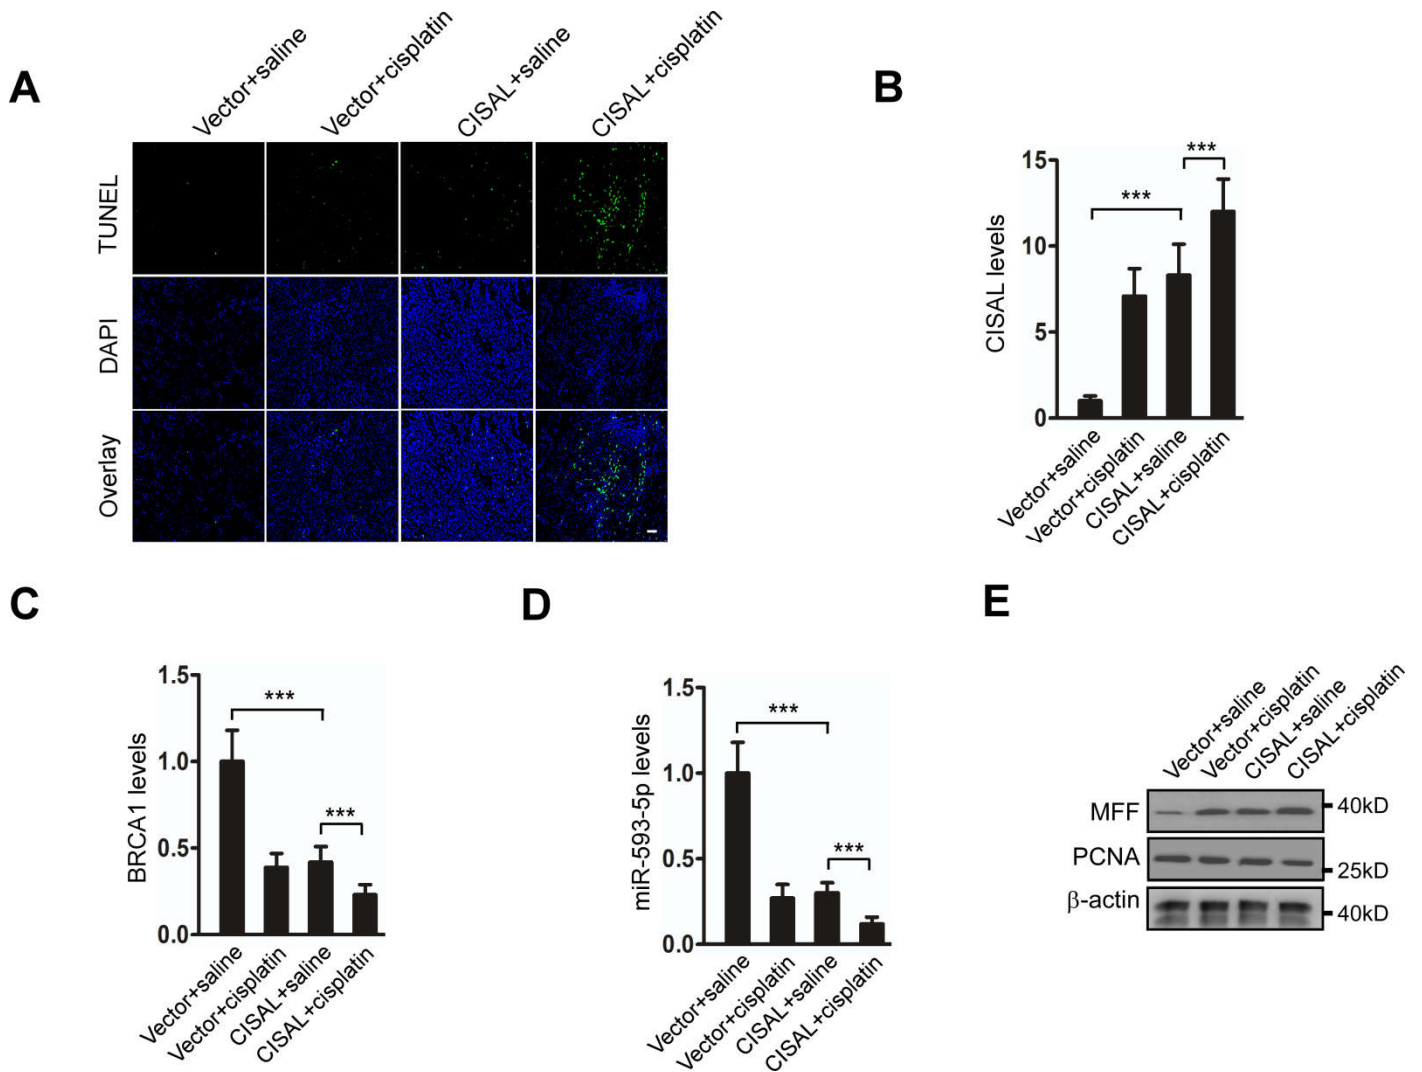 A
Vector+saline
Vector+cisplatin
CISAL+saline
CISAL+cisplatin
TUNEL
DAPI
Overlay
B
CISAL levels
15
10
5
0
***
***
Vector+saline
Vector+cisplatin
CISAL+saline
CISAL+cisplatin
C
BRCA1 levels
1.5
1.0
0.5
0.0
***
***
Vector+saline
Vector+cisplatin
CISAL+saline
CISAL+cisplatin
D
miR-593-5p levels
1.5
1.0
0.5
0.0
***
***
Vector+saline
Vector+cisplatin
CISAL+saline
CISAL+cisplatin
E
Vector+saline
Vector+cisplatin
CISAL+saline
CISAL+cisplatin
MFF
40kD
PCNA
25kD
β-actin
40kD